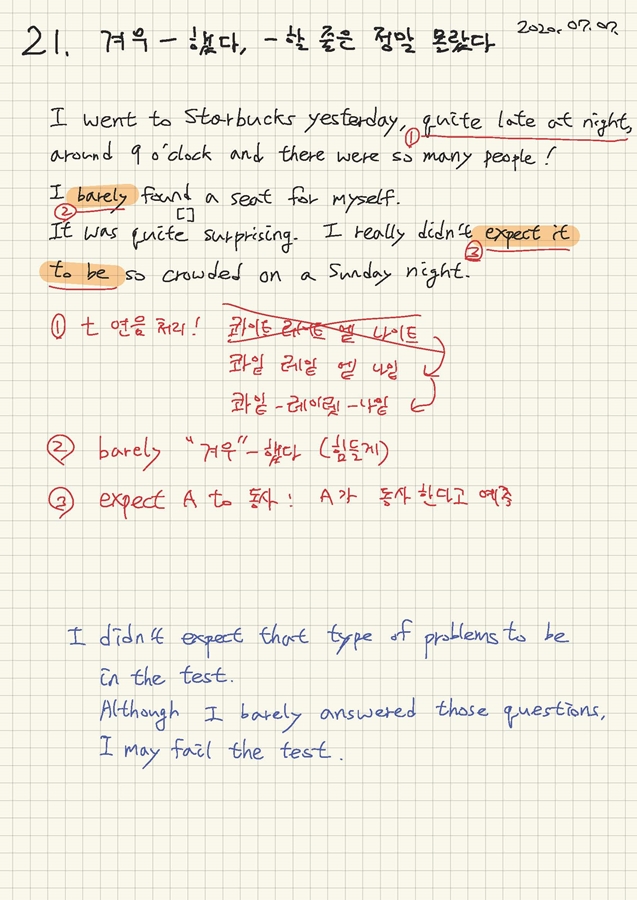 21. 겨우 - 했다, - 할 줄은 정말 몰랐다 2020. 07. 07.
I went to Starbucks yesterday, quite late at night,
①
around 9 o'clock and there were so many people!
I barely found a seat for myself.
② []
It was quite surprising. I really didn't expect it
③
to be so crowded on a Sunday night.
① t 연음 처리! 콰이트 레이트 엩 나이트
콰잍 레잍 엩 나잍
콰잍 - 레이렡 - 나잍
② barely "겨우" - 했다 (힘들게)
③ expect A to 동사 : A가 동사 한다고 예측
I didn't expect that type of problems to be
in the test.
Although I barely answered those questions,
I may fail the test.